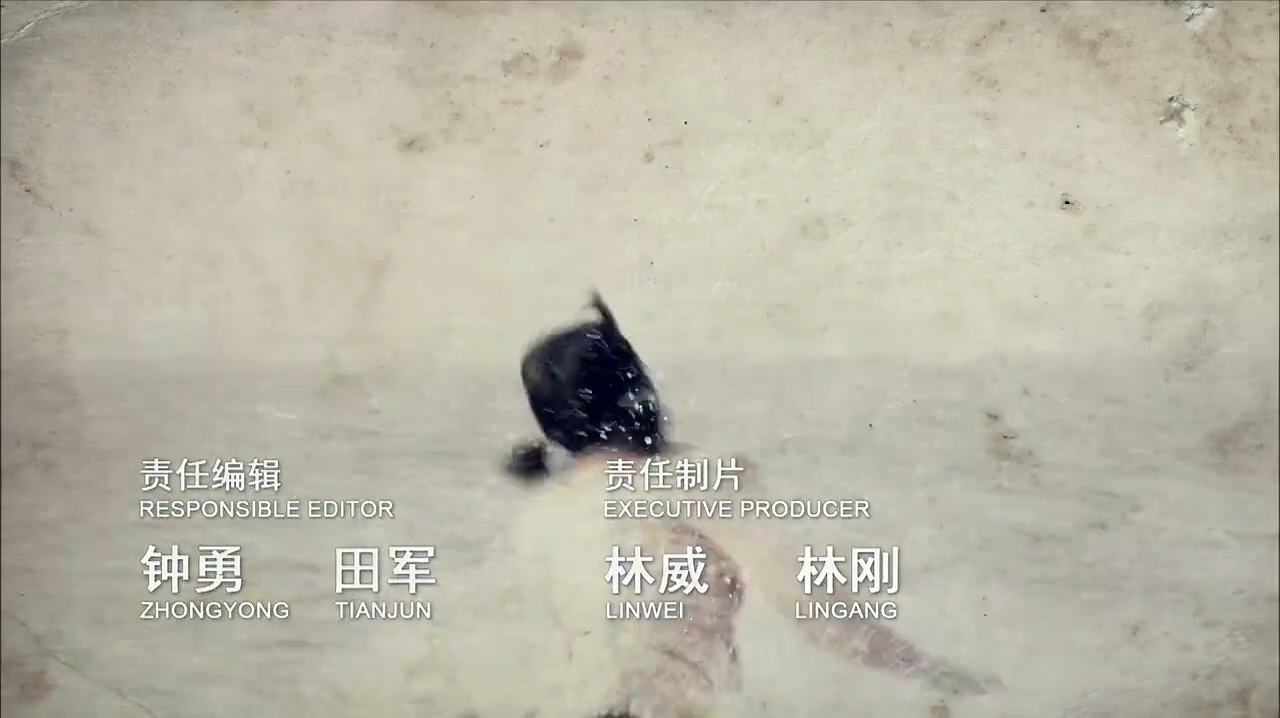 责任编辑
RESPONSIBLE EDITOR
钟勇 田军
ZHONGYONG TIANJUN
责任制片
EXECUTIVE PRODUCER
林威 林刚
LINWEI LINGANG